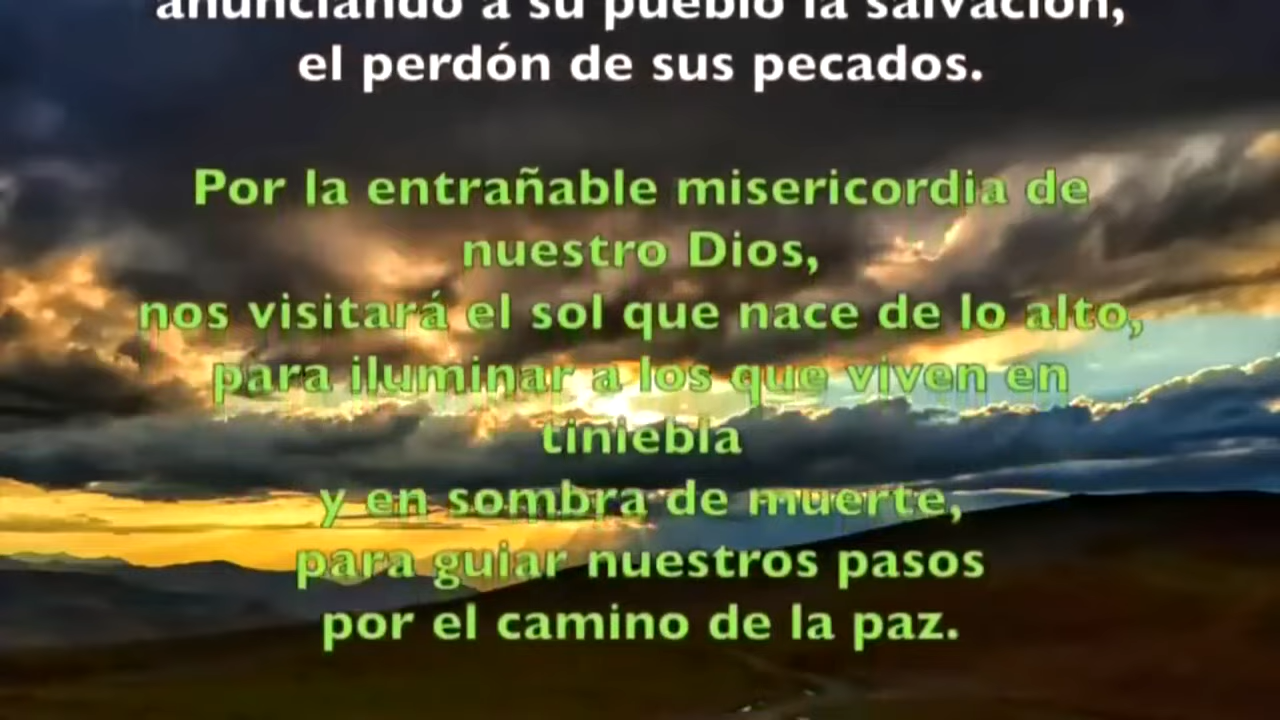 anunciando a su pueblo la salvación,
el perdón de sus pecados.
Por la entrañable misericordia de
nuestro Dios,
nos visitará el sol que nace de lo alto,
para iluminar a los que viven en
tiniebla
y en sombra de muerte,
para guiar nuestros pasos
por el camino de la paz.